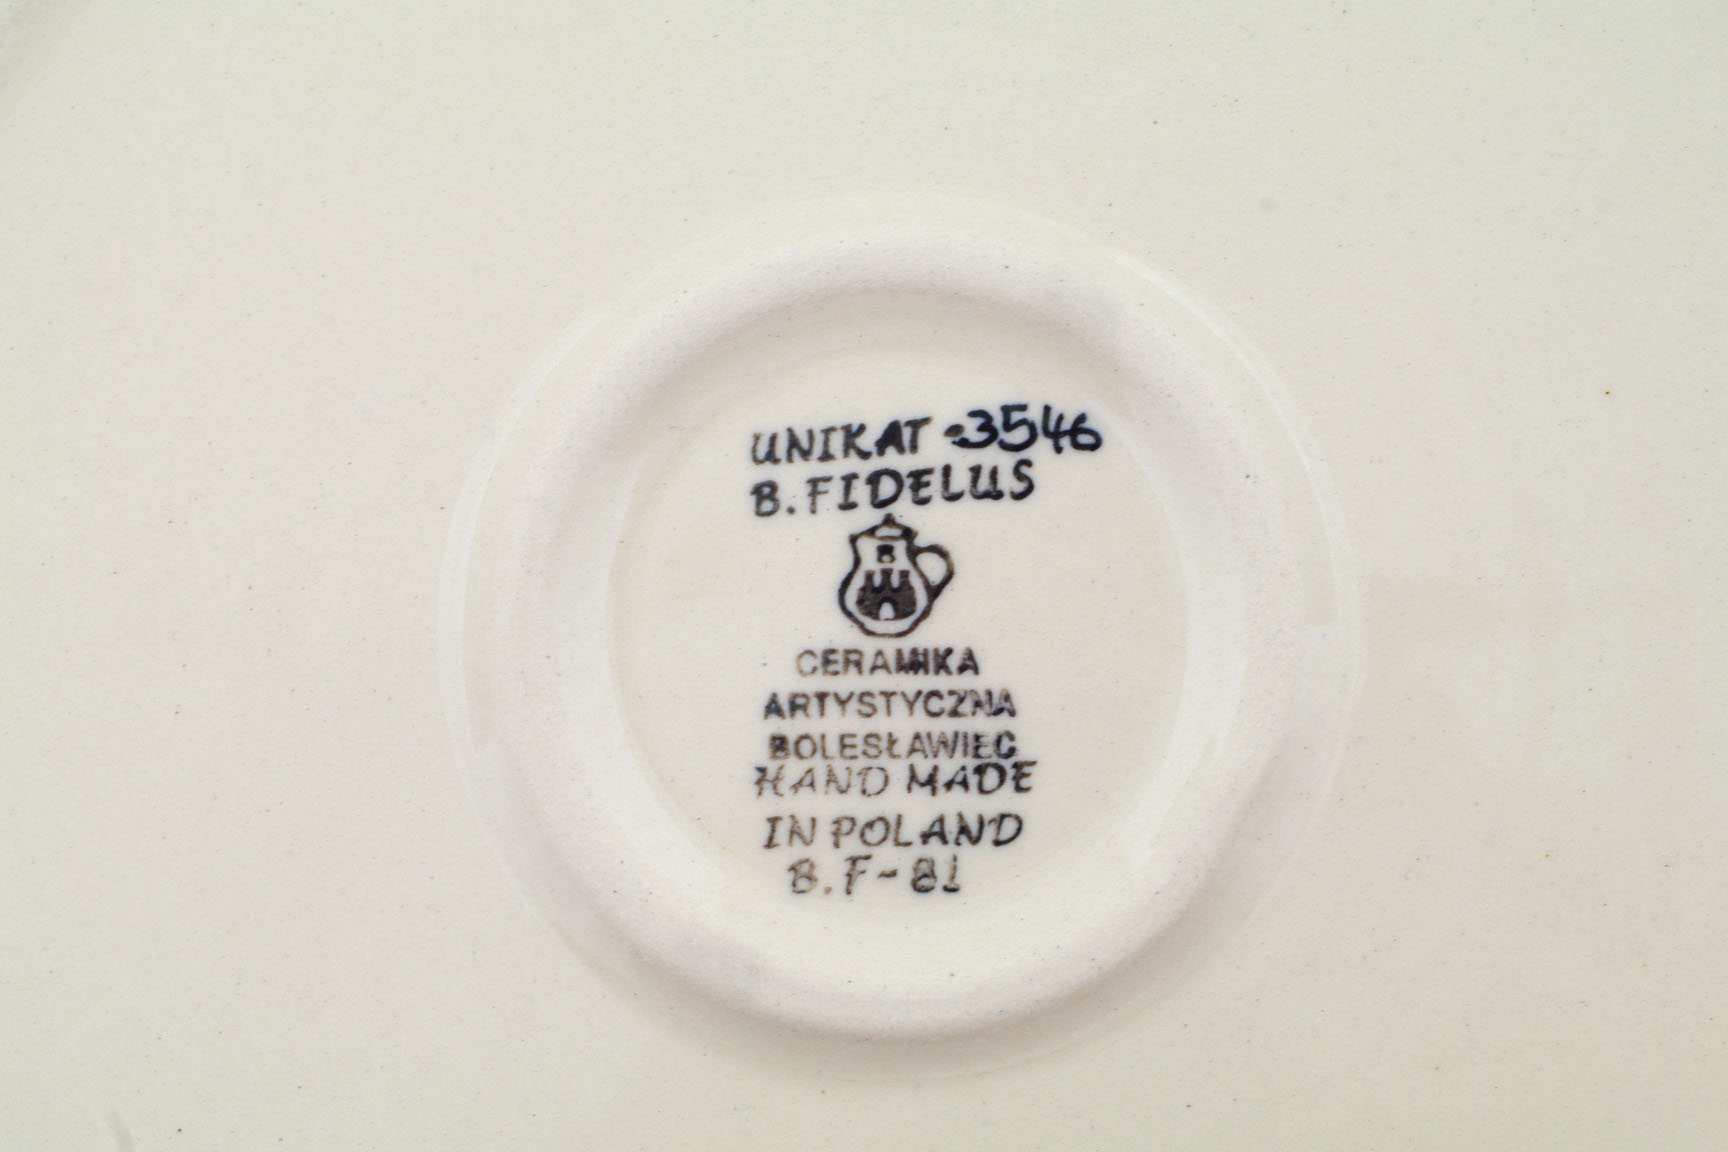 UNIKAT-3546
B. FIDELUS
B
CERAMIKA
ARTYSTYCZNA
BOLESŁAWIEC
HAND MADE
IN POLAND
B. F-81